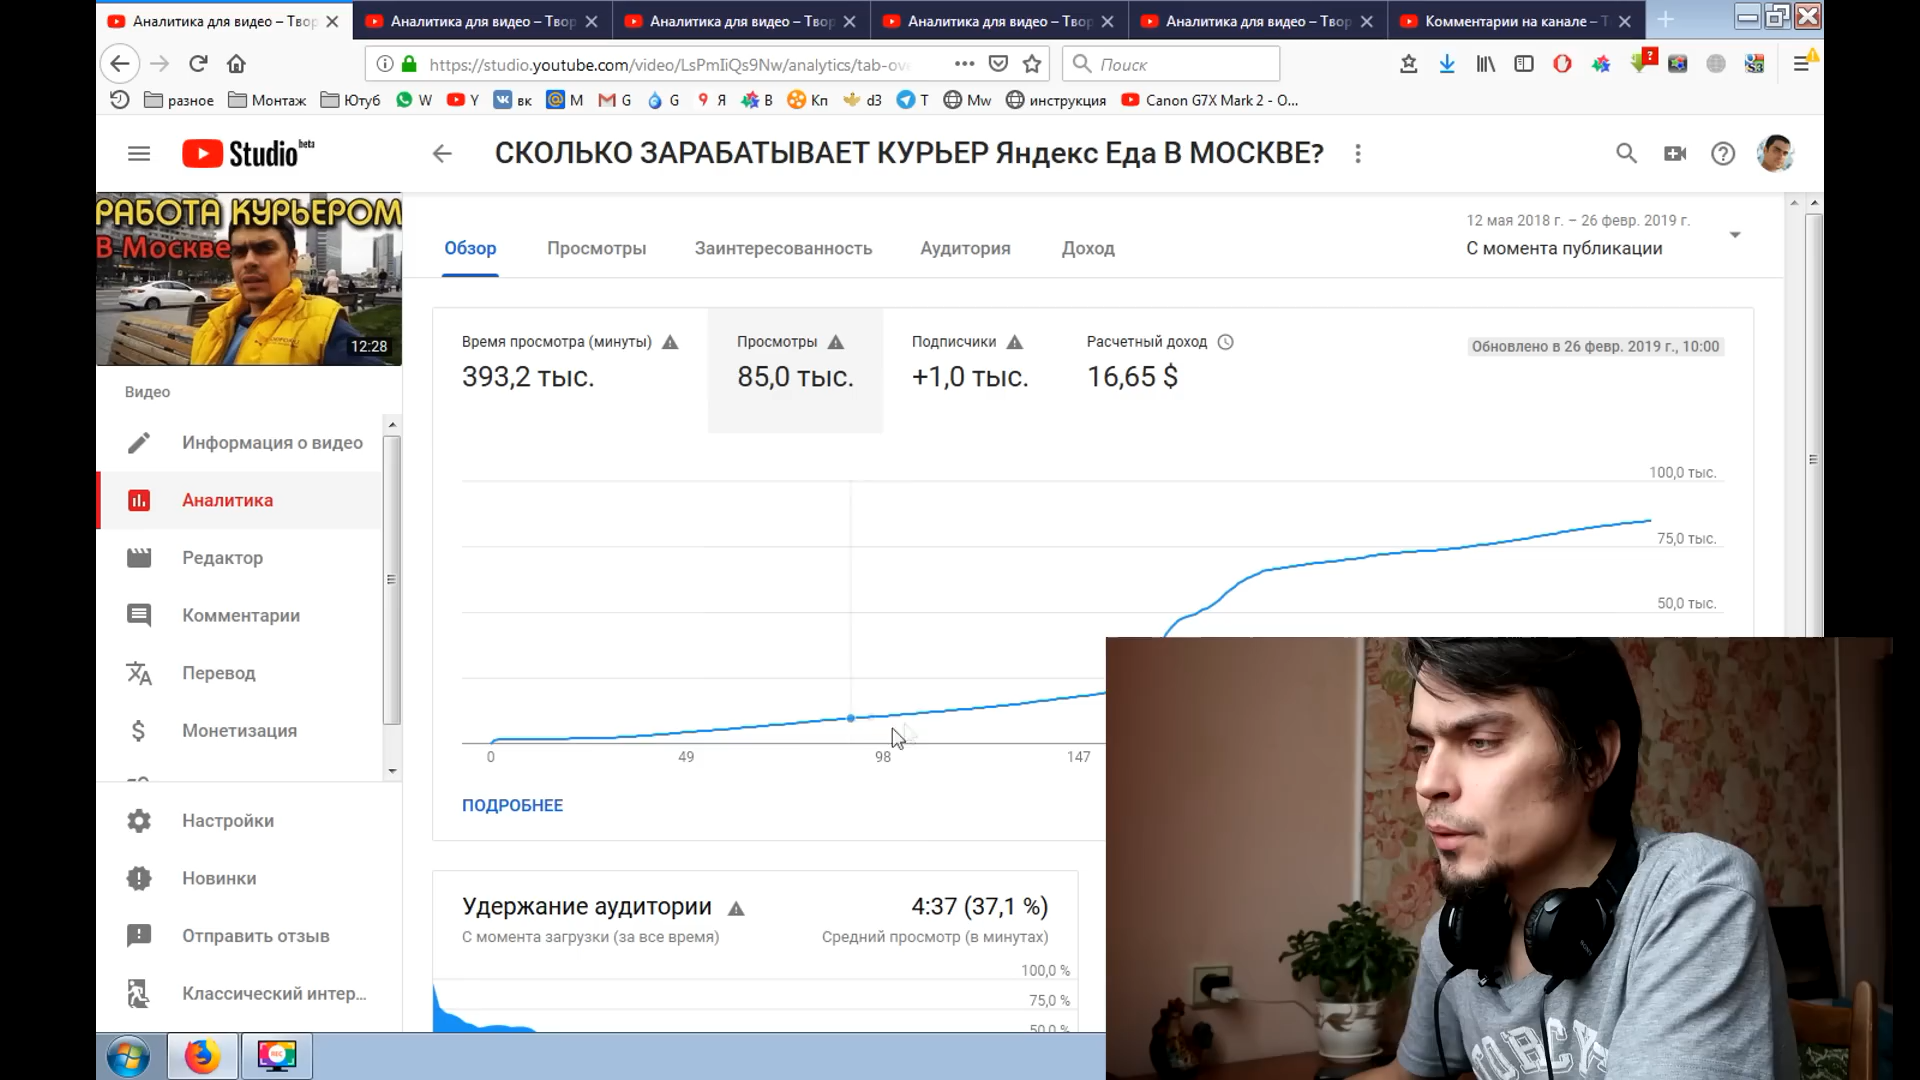 Аналитика для видео – Твор
Аналитика для видео – Твор
Аналитика для видео – Твор
Аналитика для видео – Твор
Аналитика для видео – Твор
Комментарии на канале –
https://studio.youtube.com/video/LsPmIiQs9Nw/analytics/tab-ov
Поиск
разное
Монтаж
Ютуб
W
Y
вк
М
G
G
Я
В
Кп
d3
T
Mw
инструкция
Canon G7X Mark 2 - О...
Studio beta
СКОЛЬКО ЗАРАБАТЫВАЕТ КУРЬЕР Яндекс Еда В МОСКВЕ?
РАБОТА КУРЬЕРОМ
В Москве
12:28
Видео
Информация о видео
Аналитика
Редактор
Комментарии
Перевод
Монетизация
Настройки
Новинки
Отправить отзыв
Классический интер...
Обзор
Просмотры
Заинтересованность
Аудитория
Доход
12 мая 2018 г. – 26 февр. 2019 г.
С момента публикации
Время просмотра (минуты)
393,2 тыс.
Просмотры
85,0 тыс.
Подписчики
+1,0 тыс.
Расчетный доход
16,65 $
Обновлено в 26 февр. 2019 г., 10:00
100,0 тыс.
75,0 тыс.
50,0 тыс.
0
49
98
147
ПОДРОБНЕЕ
Удержание аудитории
4:37 (37,1 %)
С момента загрузки (за все время)
Средний просмотр (в минутах)
100,0 %
75,0 %
50,0 %
REC
SONY